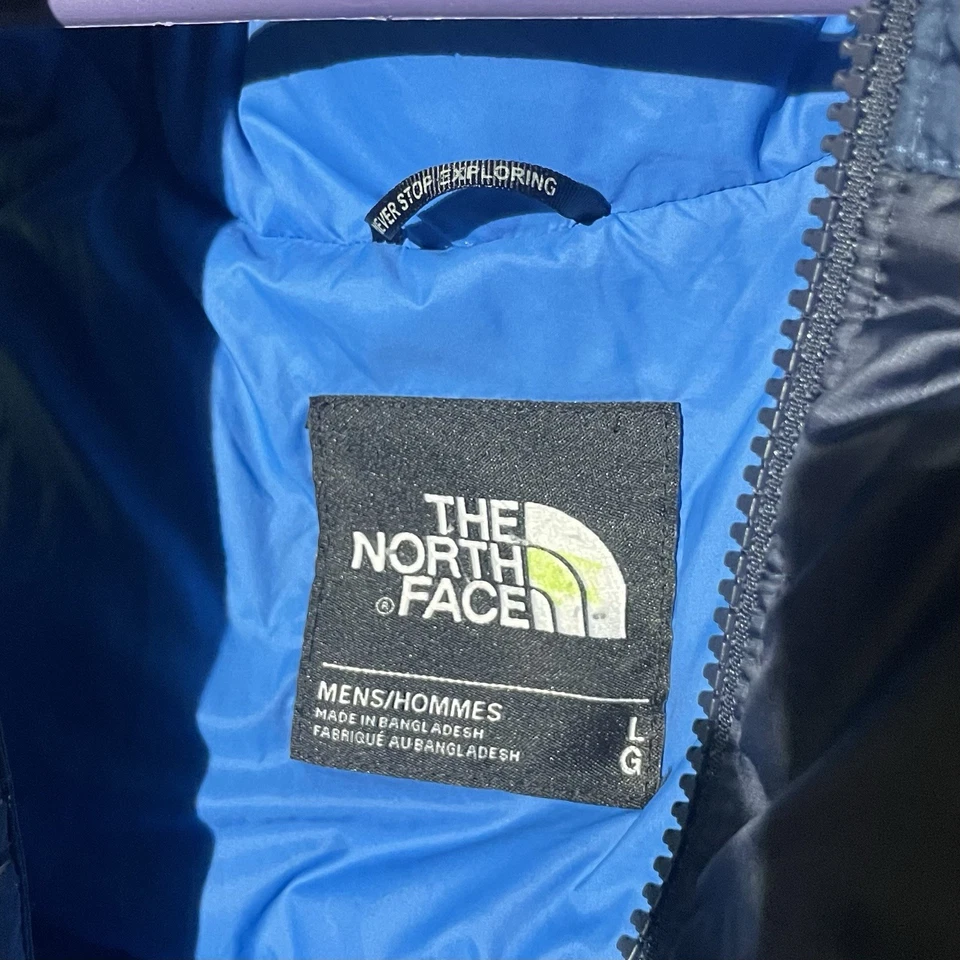 NEVER STOP EXPLORING
THE
NORTH
® FACE
MENS/HOMMES
MADE IN BANGLADESH
FABRIQUÉ AU BANGLADESH
L
G